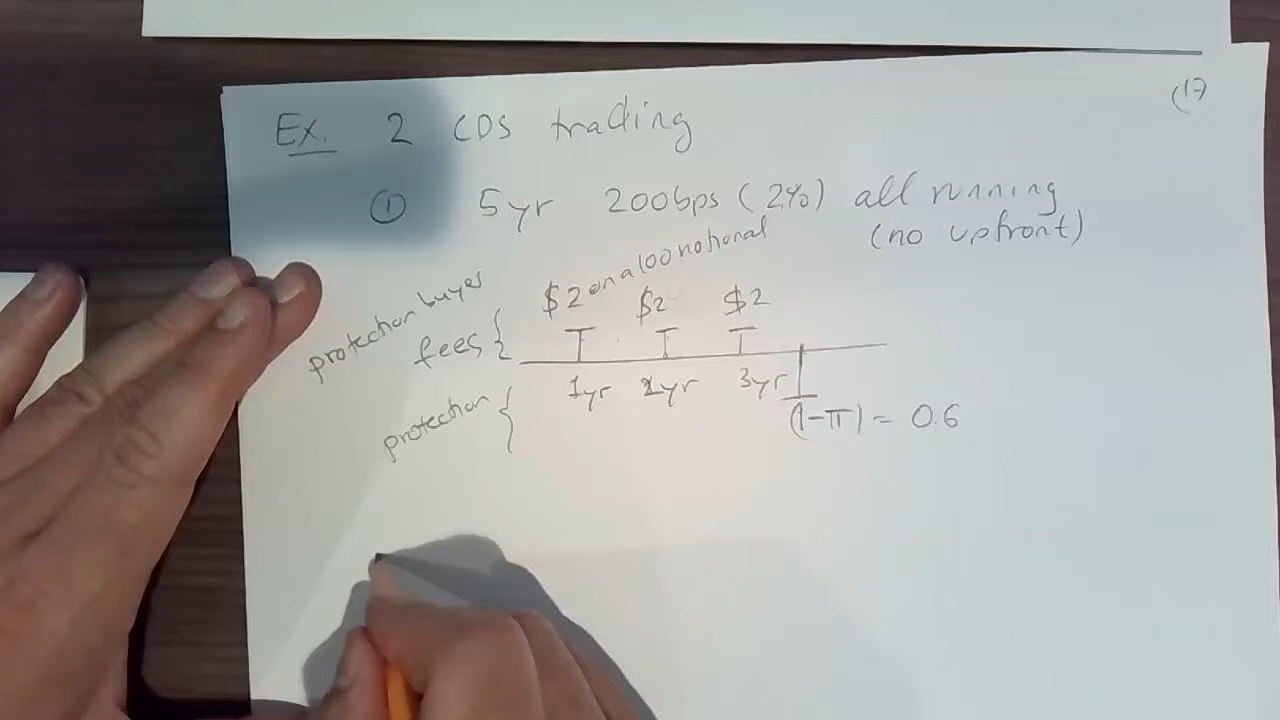 (17
Ex. 2 CDS trading
① 5yr 200bps (2%) all running
(no upfront)
protection buyer
$2 on a 100 notional $2 $2
fees {
1yr 2yr 3yr
protection {
(1-π) = 0.6